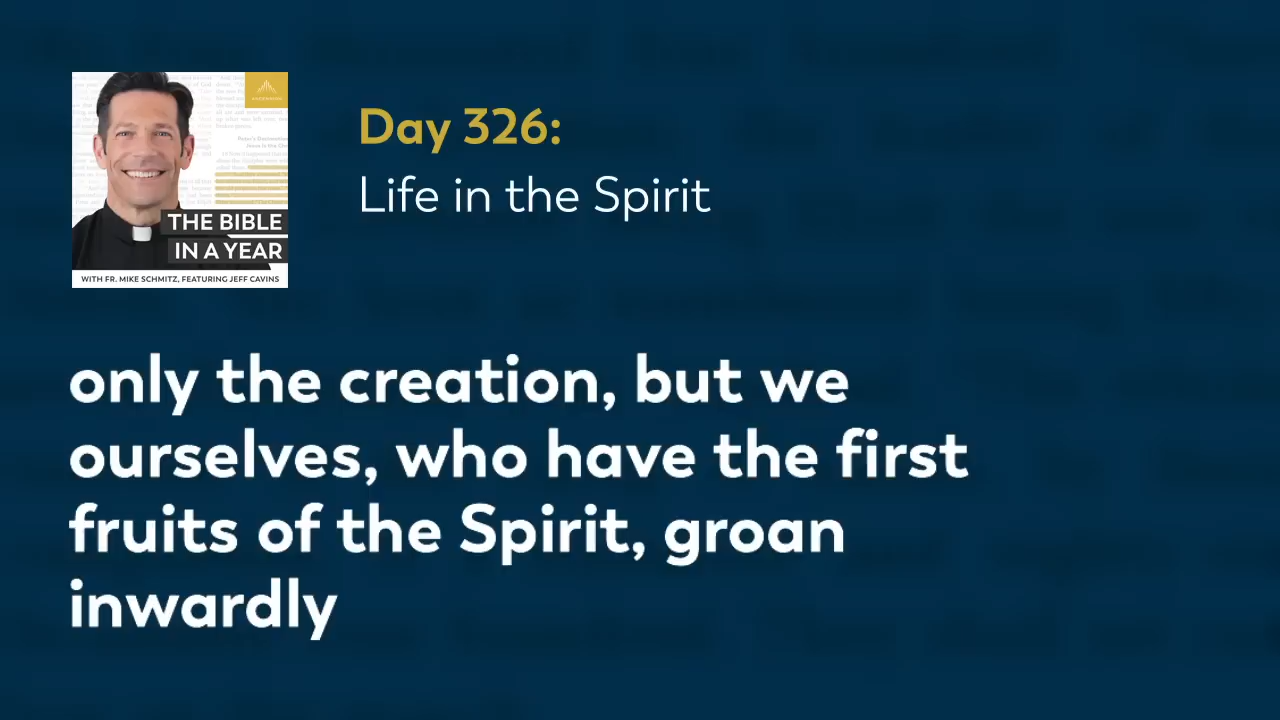 Day 326:
Life in the Spirit
THE BIBLE
IN A YEAR
WITH FR. MIKE SCHMITZ, FEATURING JEFF CAVINS
only the creation, but we
ourselves, who have the first
fruits of the Spirit, groan
inwardly